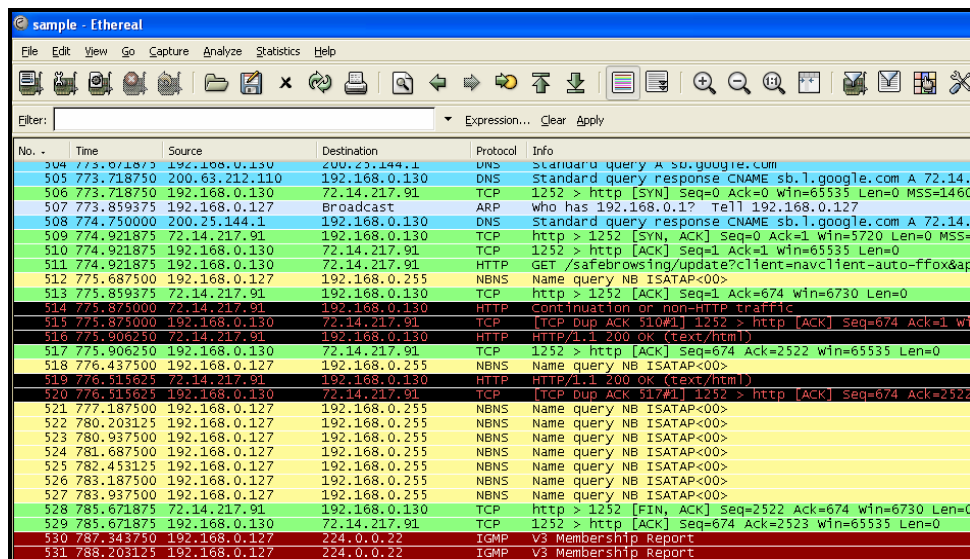 sample - Ethereal
File Edit View Go Capture Analyze Statistics Help
Filter: Expression... Clear Apply
No. - Time Source Destination Protocol Info
504 773.671875 192.168.0.130 200.25.144.1 DNS Standard query A sb.google.com
505 773.718750 200.63.212.110 192.168.0.130 DNS Standard query response CNAME sb.l.google.com A 72.14.
506 773.718750 192.168.0.130 72.14.217.91 TCP 1252 > http [SYN] Seq=0 Ack=0 Win=65535 Len=0 MSS=1460
507 773.859375 192.168.0.127 Broadcast ARP Who has 192.168.0.1? Tell 192.168.0.127
508 774.750000 200.25.144.1 192.168.0.130 DNS Standard query response CNAME sb.l.google.com A 72.14.
509 774.921875 72.14.217.91 192.168.0.130 TCP http > 1252 [SYN, ACK] Seq=0 Ack=1 Win=5720 Len=0 MSS=
510 774.921875 192.168.0.130 72.14.217.91 TCP 1252 > http [ACK] Seq=1 Ack=1 Win=65535 Len=0
511 774.921875 192.168.0.130 72.14.217.91 HTTP GET /safebrowsing/update?client=navclient-auto-ffox&ap
512 775.687500 192.168.0.127 192.168.0.255 NBNS Name query NB ISATAP<00>
513 775.859375 72.14.217.91 192.168.0.130 TCP http > 1252 [ACK] Seq=1 Ack=674 Win=6730 Len=0
514 775.875000 72.14.217.91 192.168.0.130 HTTP Continuation or non-HTTP traffic
515 775.875000 192.168.0.130 72.14.217.91 TCP [TCP Dup ACK 510#1] 1252 > http [ACK] Seq=674 Ack=1 Wi
516 775.906250 72.14.217.91 192.168.0.130 HTTP HTTP/1.1 200 OK (text/html)
517 775.906250 192.168.0.130 72.14.217.91 TCP 1252 > http [ACK] Seq=674 Ack=2522 Win=65535 Len=0
518 776.437500 192.168.0.127 192.168.0.255 NBNS Name query NB ISATAP<00>
519 776.515625 72.14.217.91 192.168.0.130 HTTP HTTP/1.1 200 OK (text/html)
520 776.515625 192.168.0.130 72.14.217.91 TCP [TCP Dup ACK 517#1] 1252 > http [ACK] Seq=674 Ack=2522
521 777.187500 192.168.0.127 192.168.0.255 NBNS Name query NB ISATAP<00>
522 780.203125 192.168.0.127 192.168.0.255 NBNS Name query NB ISATAP<00>
523 780.937500 192.168.0.127 192.168.0.255 NBNS Name query NB ISATAP<00>
524 781.687500 192.168.0.127 192.168.0.255 NBNS Name query NB ISATAP<00>
525 782.453125 192.168.0.127 192.168.0.255 NBNS Name query NB ISATAP<00>
526 783.187500 192.168.0.127 192.168.0.255 NBNS Name query NB ISATAP<00>
527 783.937500 192.168.0.127 192.168.0.255 NBNS Name query NB ISATAP<00>
528 785.671875 72.14.217.91 192.168.0.130 TCP http > 1252 [FIN, ACK] Seq=2522 Ack=674 Win=6730 Len=0
529 785.671875 192.168.0.130 72.14.217.91 TCP 1252 > http [ACK] Seq=674 Ack=2523 Win=65535 Len=0
530 787.343750 192.168.0.127 224.0.0.22 IGMP V3 Membership Report
531 788.203125 192.168.0.127 224.0.0.22 IGMP V3 Membership Report